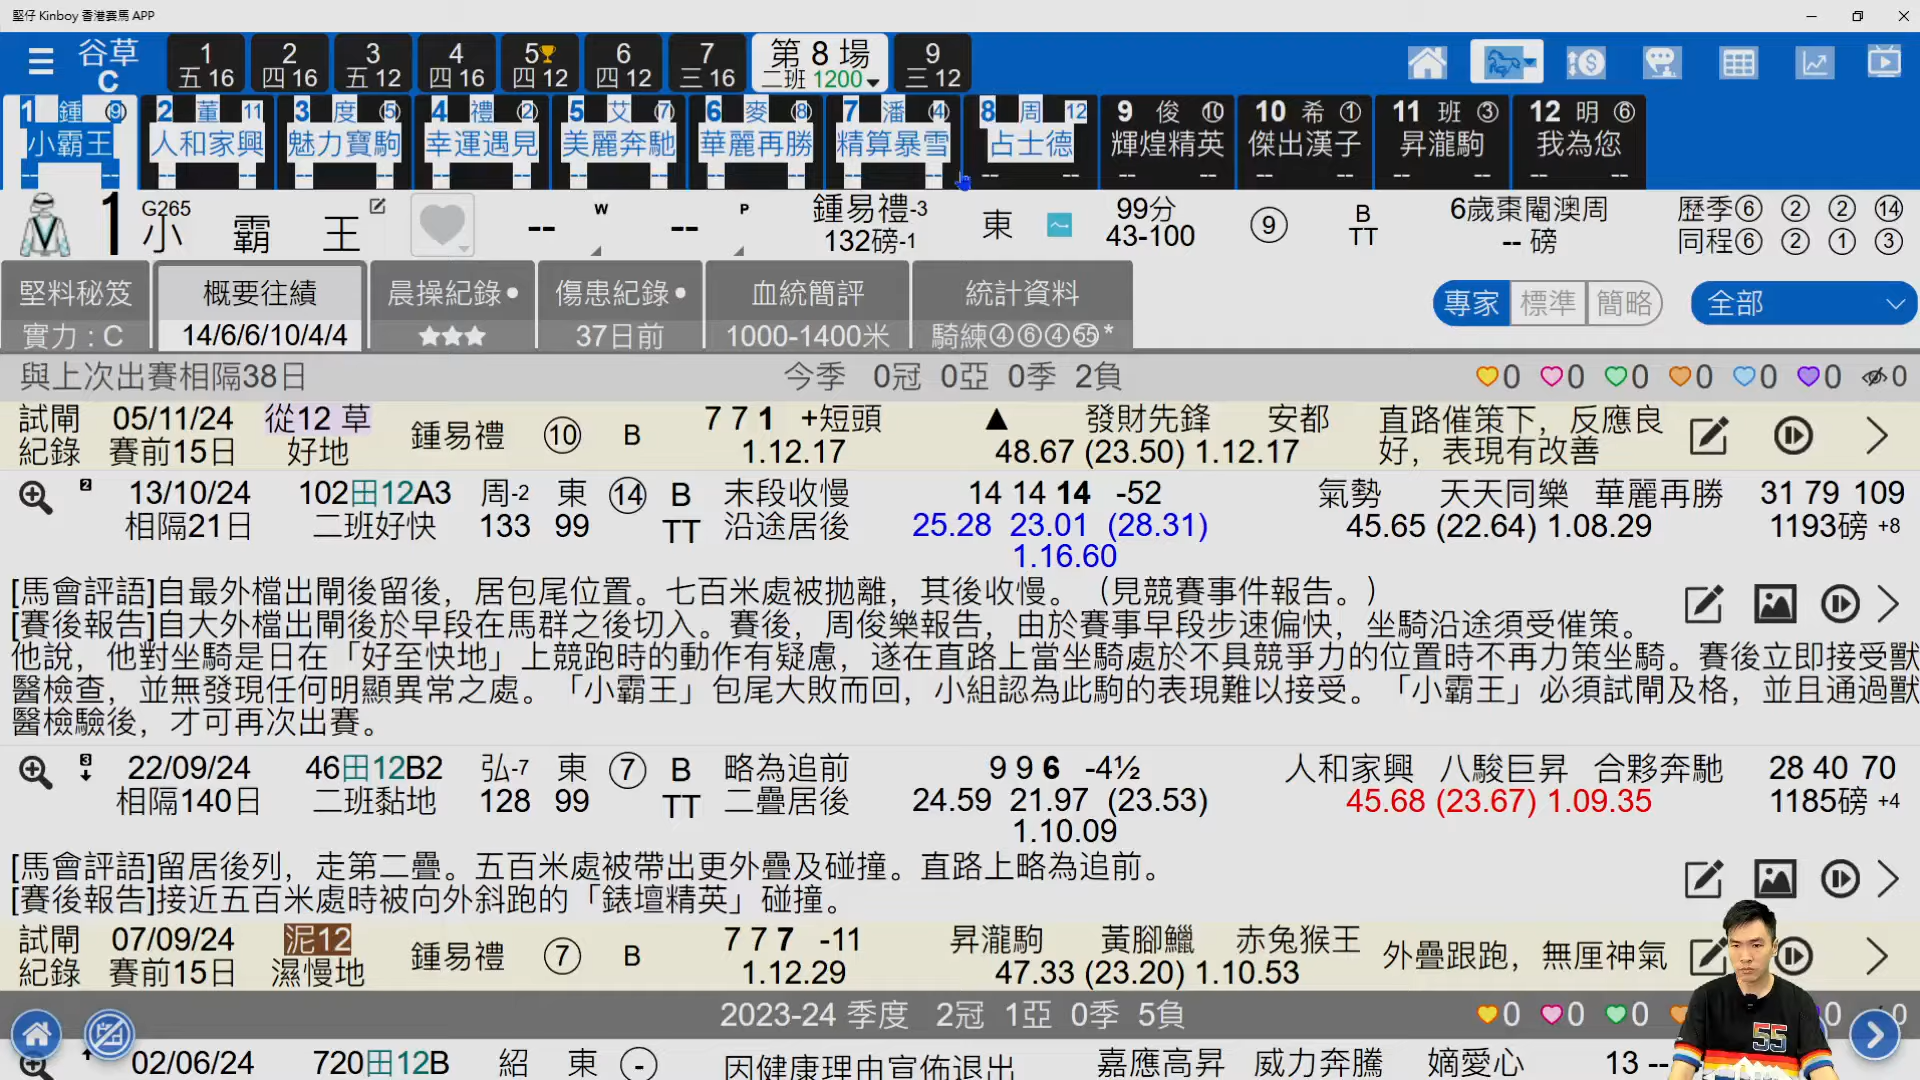 堅仔 Kinboy 香港賽馬 APP
谷草 C
1 五 16
2 四 16
3 五 12
4 四 16
5 四 12
6 四 12
7 三 16
第 8 場 二班 1200
9 三 12
1 鍾 ⑨ 小霸王 --
2 董 11 人和家興 -- --
3 度 ⑤ 魅力寶駒 -- --
4 禮 ② 幸運遇見 -- --
5 艾 ⑦ 美麗奔馳 -- --
6 麥 ⑧ 華麗再勝 -- --
7 潘 ④ 精算暴雪 -- --
8 周 12 占士德 -- --
9 俊 ⑩ 輝煌精英 -- --
10 希 ① 傑出漢子 -- --
11 班 ③ 昇瀧駒 -- --
12 明 ⑥ 我為您 -- --
1 G265 小霸王 -- W -- P 鍾易禮-3 東 99分 ⑨ B 6歲棗閹澳周 歷季⑥ ② ② ⑭
132磅-1 43-100 TT -- 磅 同程⑥ ② ① ③
堅料秘笈 概要往績 晨操紀錄● 傷患紀錄● 血統簡評 統計資料 專家 標準 簡略 全部
實力 : C 14/6/6/10/4/4 ★★★ 37日前 1000-1400米 騎練④⑥④55*
與上次出賽相隔38日 今季 0冠 0亞 0季 2負 0 0 0 0 0 0 0
試閘 05/11/24 從12 草 鍾易禮 ⑩ B 7 7 1 +短頭 ▲ 發財先鋒 安都 直路催策下，反應良
紀錄 賽前15日 好地 1.12.17 48.67 (23.50) 1.12.17 好，表現有改善
2 13/10/24 102田12A3 周-2 東 ⑭ B 末段收慢 14 14 14 -52 氣勢 天天同樂 華麗再勝 31 79 109
相隔21日 二班好快 133 99 TT 沿途居後 25.28 23.01 (28.31) 45.65 (22.64) 1.08.29 1193磅 +8
1.16.60
[馬會評語]自最外檔出閘後留後，居包尾位置。七百米處被拋離，其後收慢。（見競賽事件報告。）
[賽後報告]自大外檔出閘後於早段在馬群之後切入。賽後，周俊樂報告，由於賽事早段步速偏快，坐騎沿途須受催策。
他說，他對坐騎是日在「好至快地」上競跑時的動作有疑慮，遂在直路上當坐騎處於不具競爭力的位置時不再力策坐騎。賽後立即接受獸
醫檢查，並無發現任何明顯異常之處。「小霸王」包尾大敗而回，小組認為此駒的表現難以接受。「小霸王」必須試閘及格，並且通過獸
醫檢驗後，才可再次出賽。
3 22/09/24 46田12B2 弘-7 東 ⑦ B 略為追前 9 9 6 -4½ 人和家興 八駿巨昇 合夥奔馳 28 40 70
相隔140日 二班黏地 128 99 TT 二疊居後 24.59 21.97 (23.53) 45.68 (23.67) 1.09.35 1185磅 +4
1.10.09
[馬會評語]留居後列，走第二疊。五百米處被帶出更外疊及碰撞。直路上略為追前。
[賽後報告]接近五百米處時被向外斜跑的「錶壇精英」碰撞。
試閘 07/09/24 泥12 鍾易禮 ⑦ B 7 7 7 -11 昇瀧駒 黃腳鱲 赤兔猴王 外疊跟跑，無厘神氣
紀錄 賽前15日 濕慢地 1.12.29 47.33 (23.20) 1.10.53
2023-24 季度 2冠 1亞 0季 5負 0 0 0 0 0
02/06/24 720田12B 紹 東 - 因健康理由宣佈退出 嘉應高昇 威力奔騰 嫡愛心 13 --
55